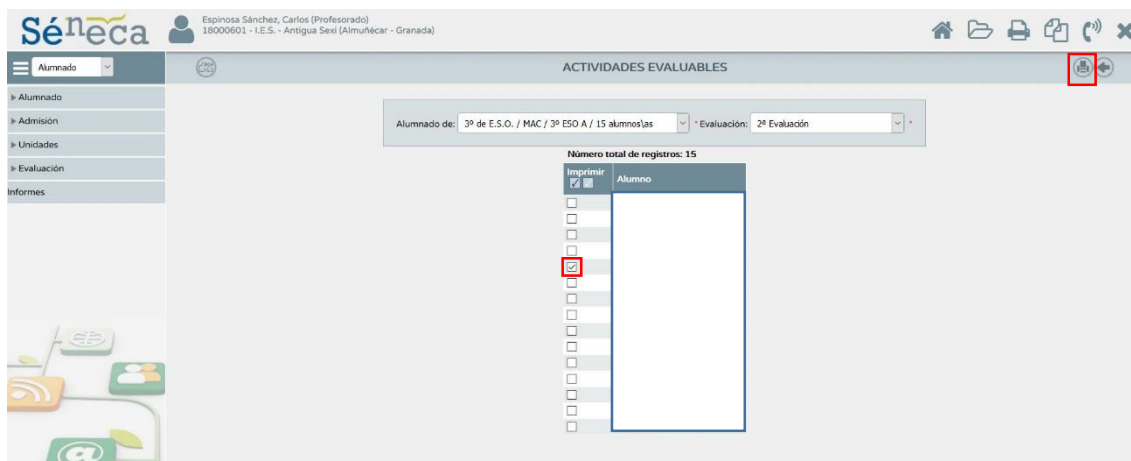 Séneca
Espinosa Sánchez, Carlos (Profesorado)
18000601 - I.E.S. - Antigua Sexi (Almuñécar - Granada)
Alumnado
ACTIVIDADES EVALUABLES
Alumnado
Admisión
Unidades
Evaluación
Informes
Alumnado de: 3º de E.S.O. / MAC / 3º ESO A / 15 alumnos\as * Evaluación: 2ª Evaluación *
Número total de registros: 15
Imprimir Alumno
@